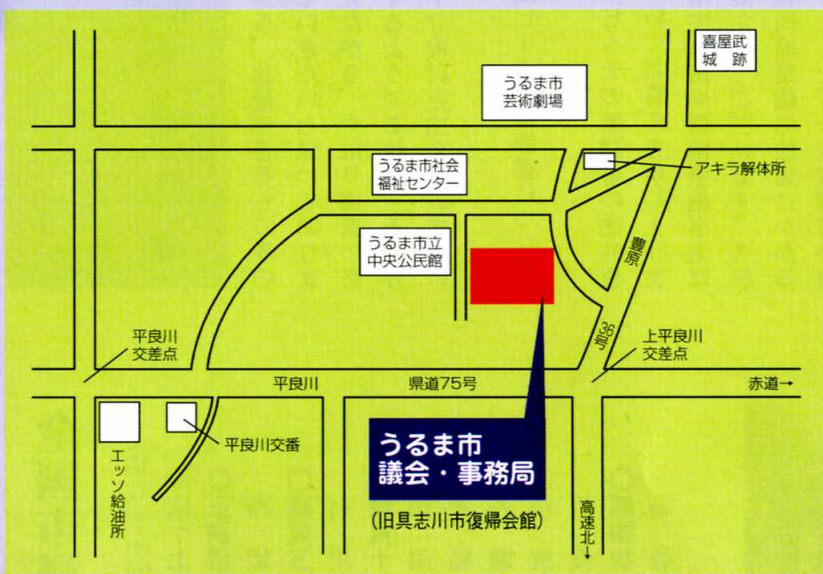 喜屋武
城 跡
うるま市
芸術劇場
うるま市社会
福祉センター
アキラ解体所
うるま市立
中央公民館
豊原
36号
平良川
交差点
上平良川
交差点
平良川
県道75号
赤道→
うるま市
議会・事務局
平良川交番
エッソ給油所
(旧具志川市復帰会館)
高速北→